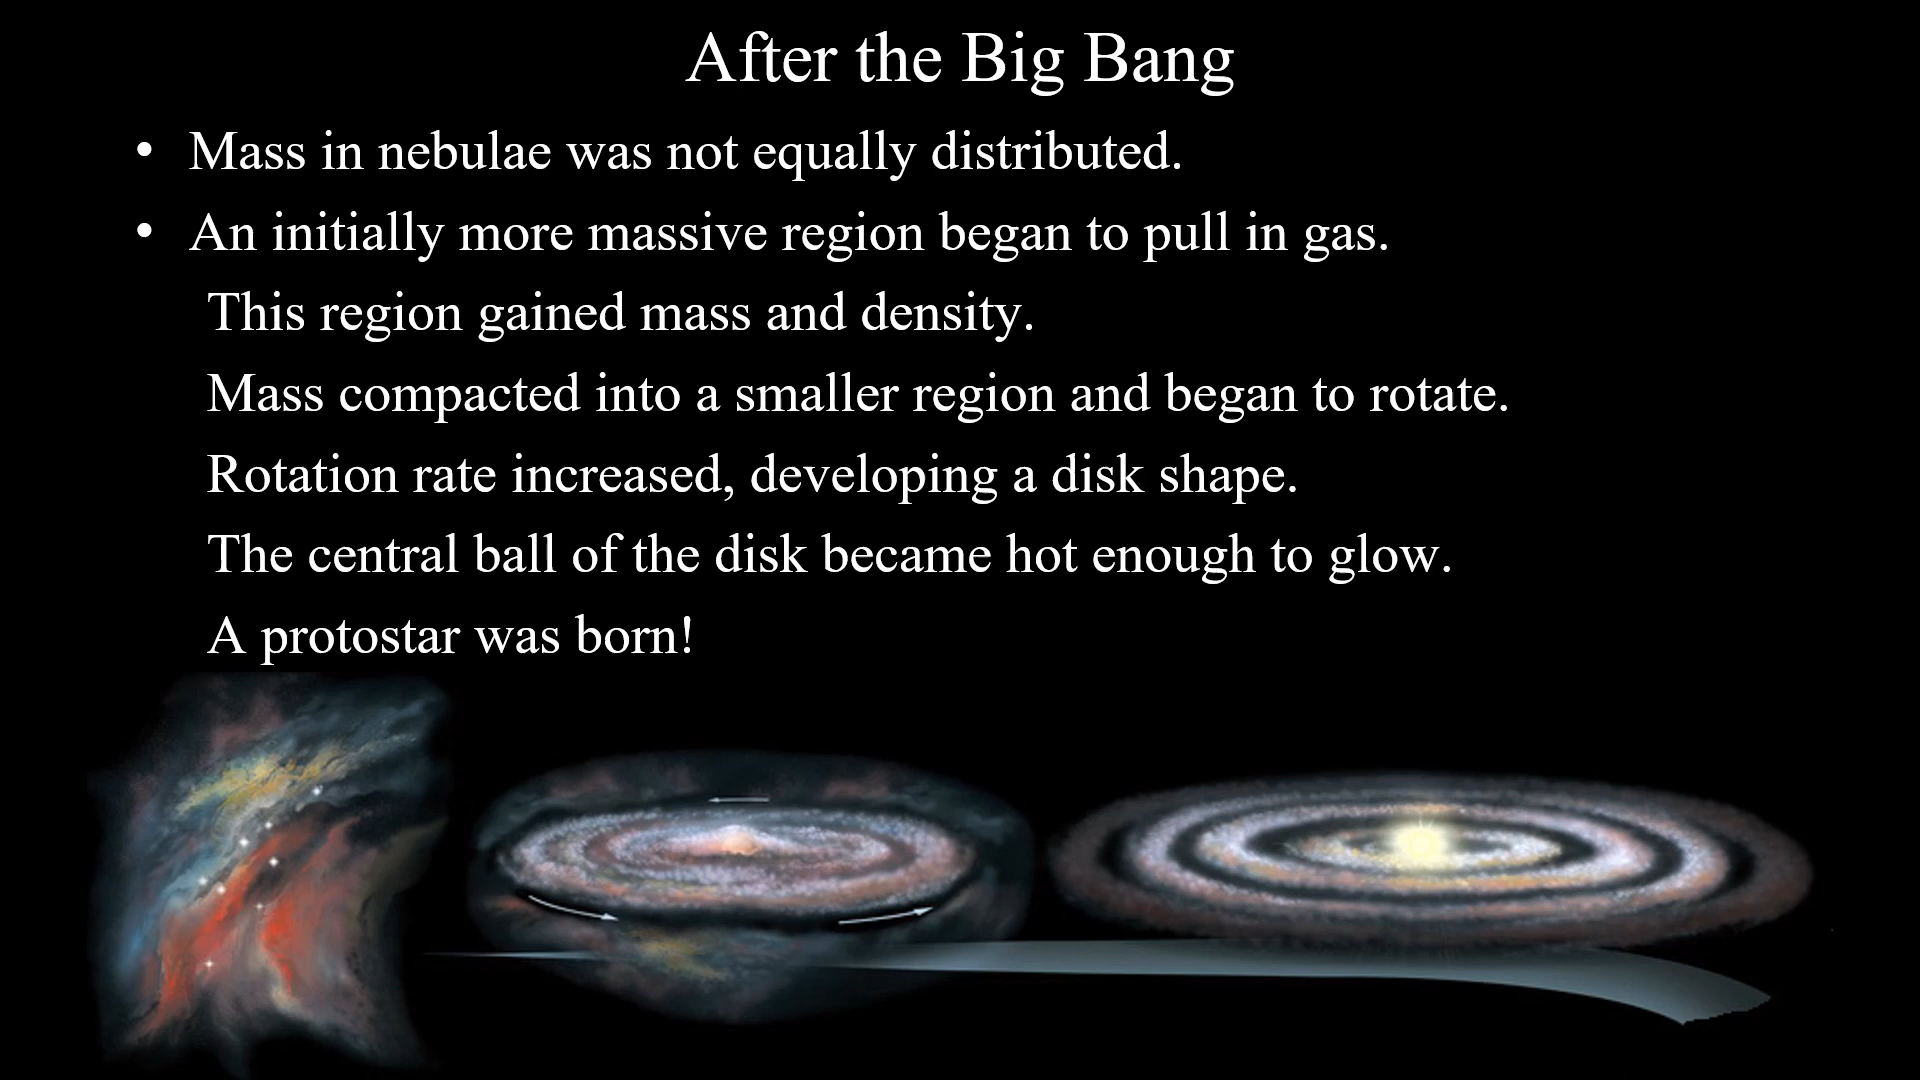 After the Big Bang
• Mass in nebulae was not equally distributed.
• An initially more massive region began to pull in gas.
This region gained mass and density.
Mass compacted into a smaller region and began to rotate.
Rotation rate increased, developing a disk shape.
The central ball of the disk became hot enough to glow.
A protostar was born!